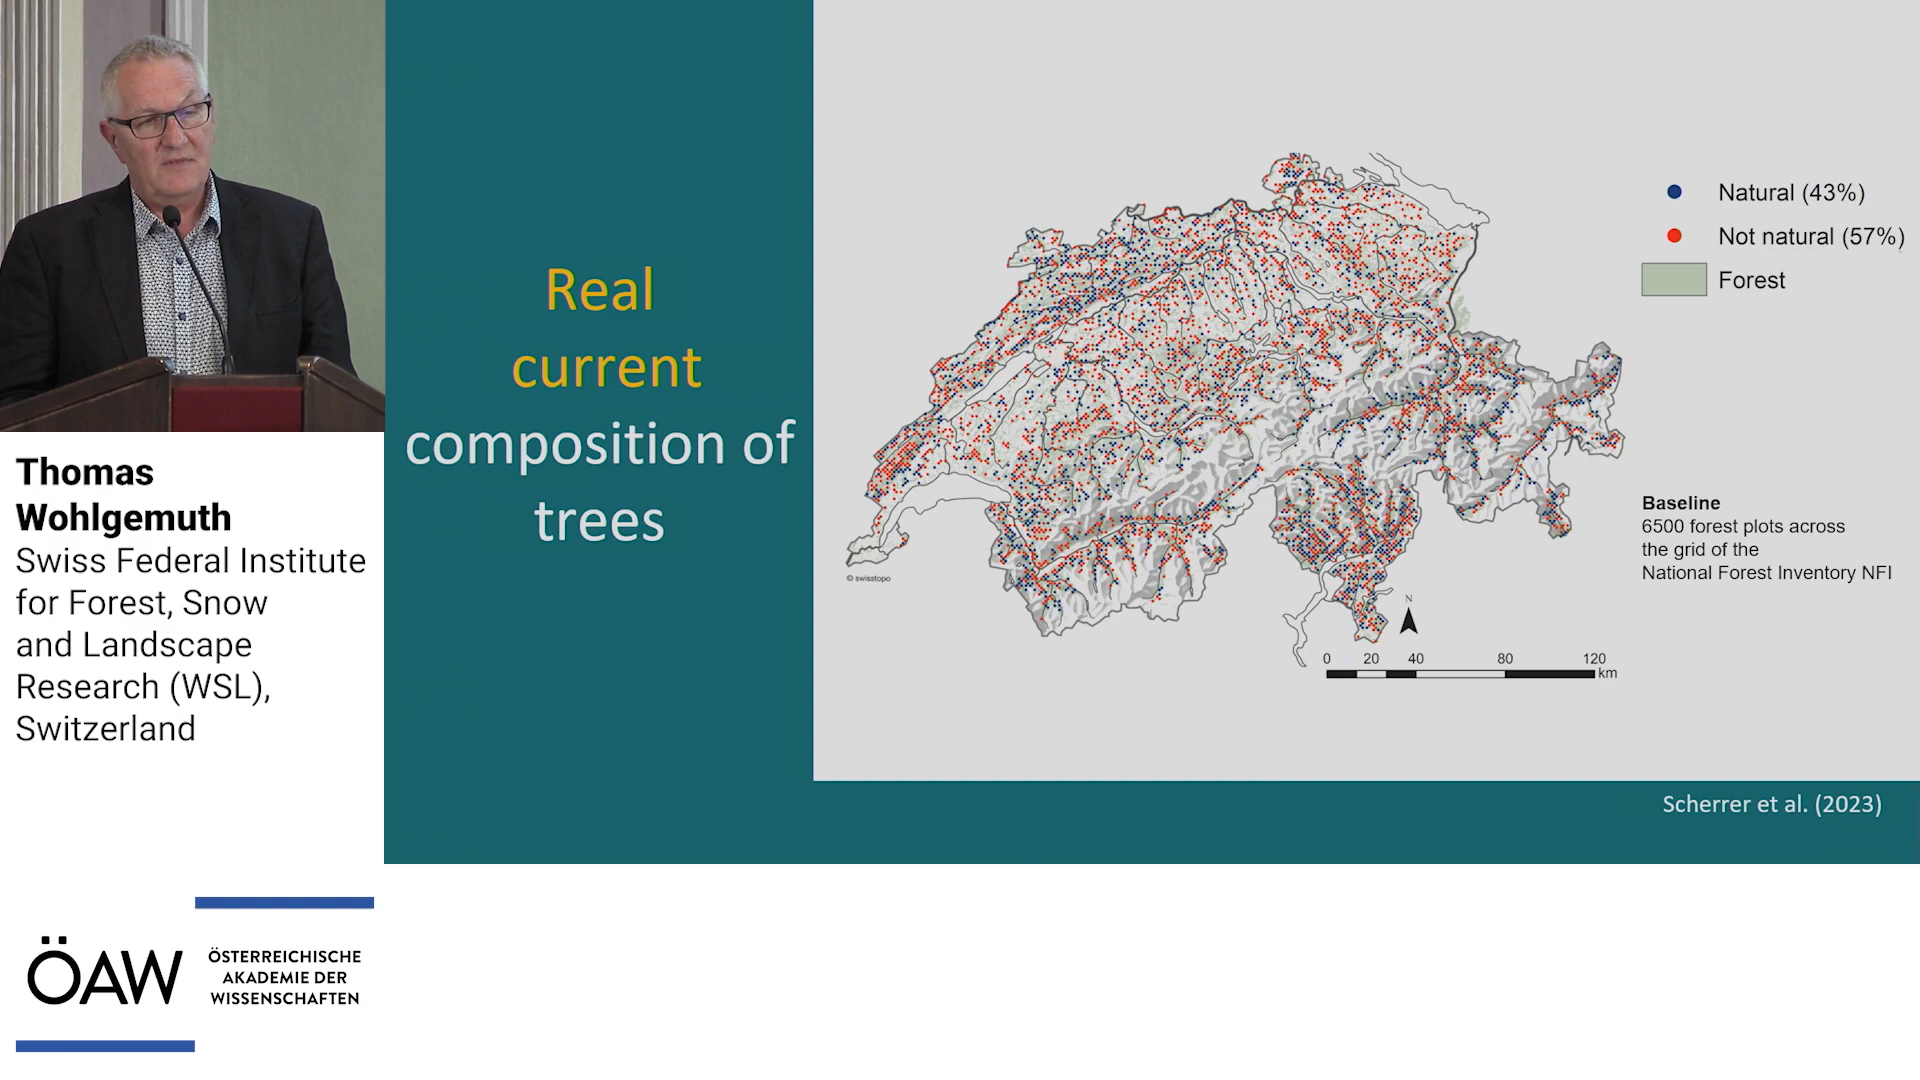 Thomas
Wohlgemuth
Swiss Federal Institute
for Forest, Snow
and Landscape
Research (WSL),
Switzerland
ÖAW
ÖSTERREICHISCHE
AKADEMIE DER
WISSENSCHAFTEN
Real
current
composition of
trees
Natural (43%)
Not natural (57%)
Forest
Baseline
6500 forest plots across
the grid of the
National Forest Inventory NFI
© swisstopo
N
0 20 40 80 120
km
Scherrer et al. (2023)